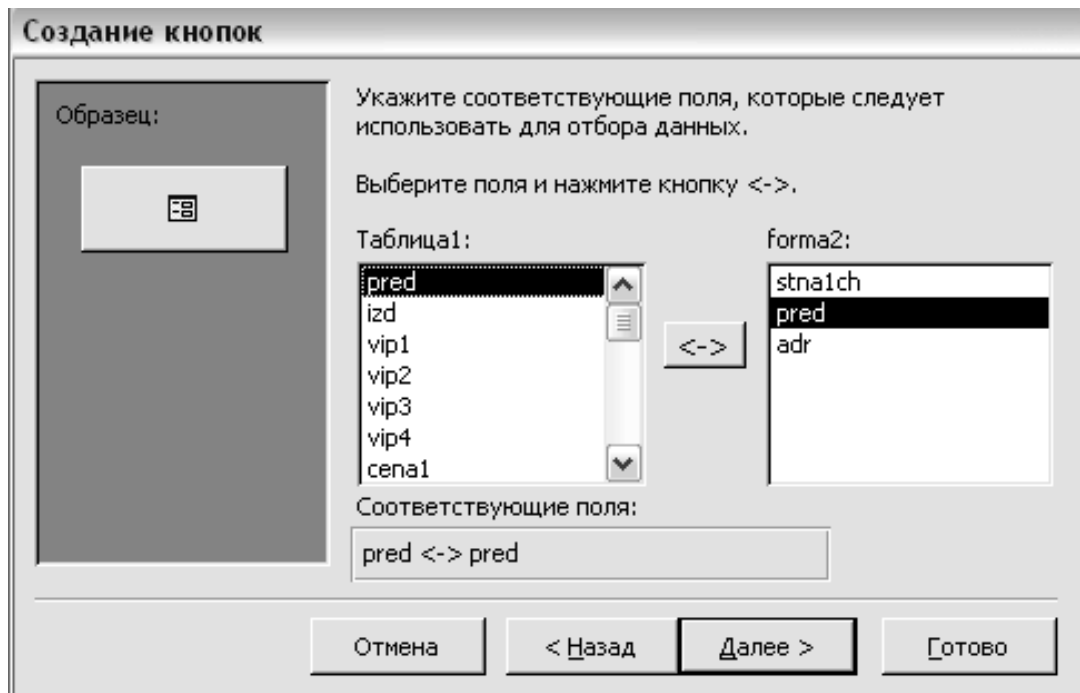 Создание кнопок
Образец:
Укажите соответствующие поля, которые следует
использовать для отбора данных.
Выберите поля и нажмите кнопку <->.
Таблица1:
pred
izd
vip1
vip2
vip3
vip4
cena1
<->
forma2:
stna1ch
pred
adr
Соответствующие поля:
pred <-> pred
Отмена
< Назад
Далее >
Готово